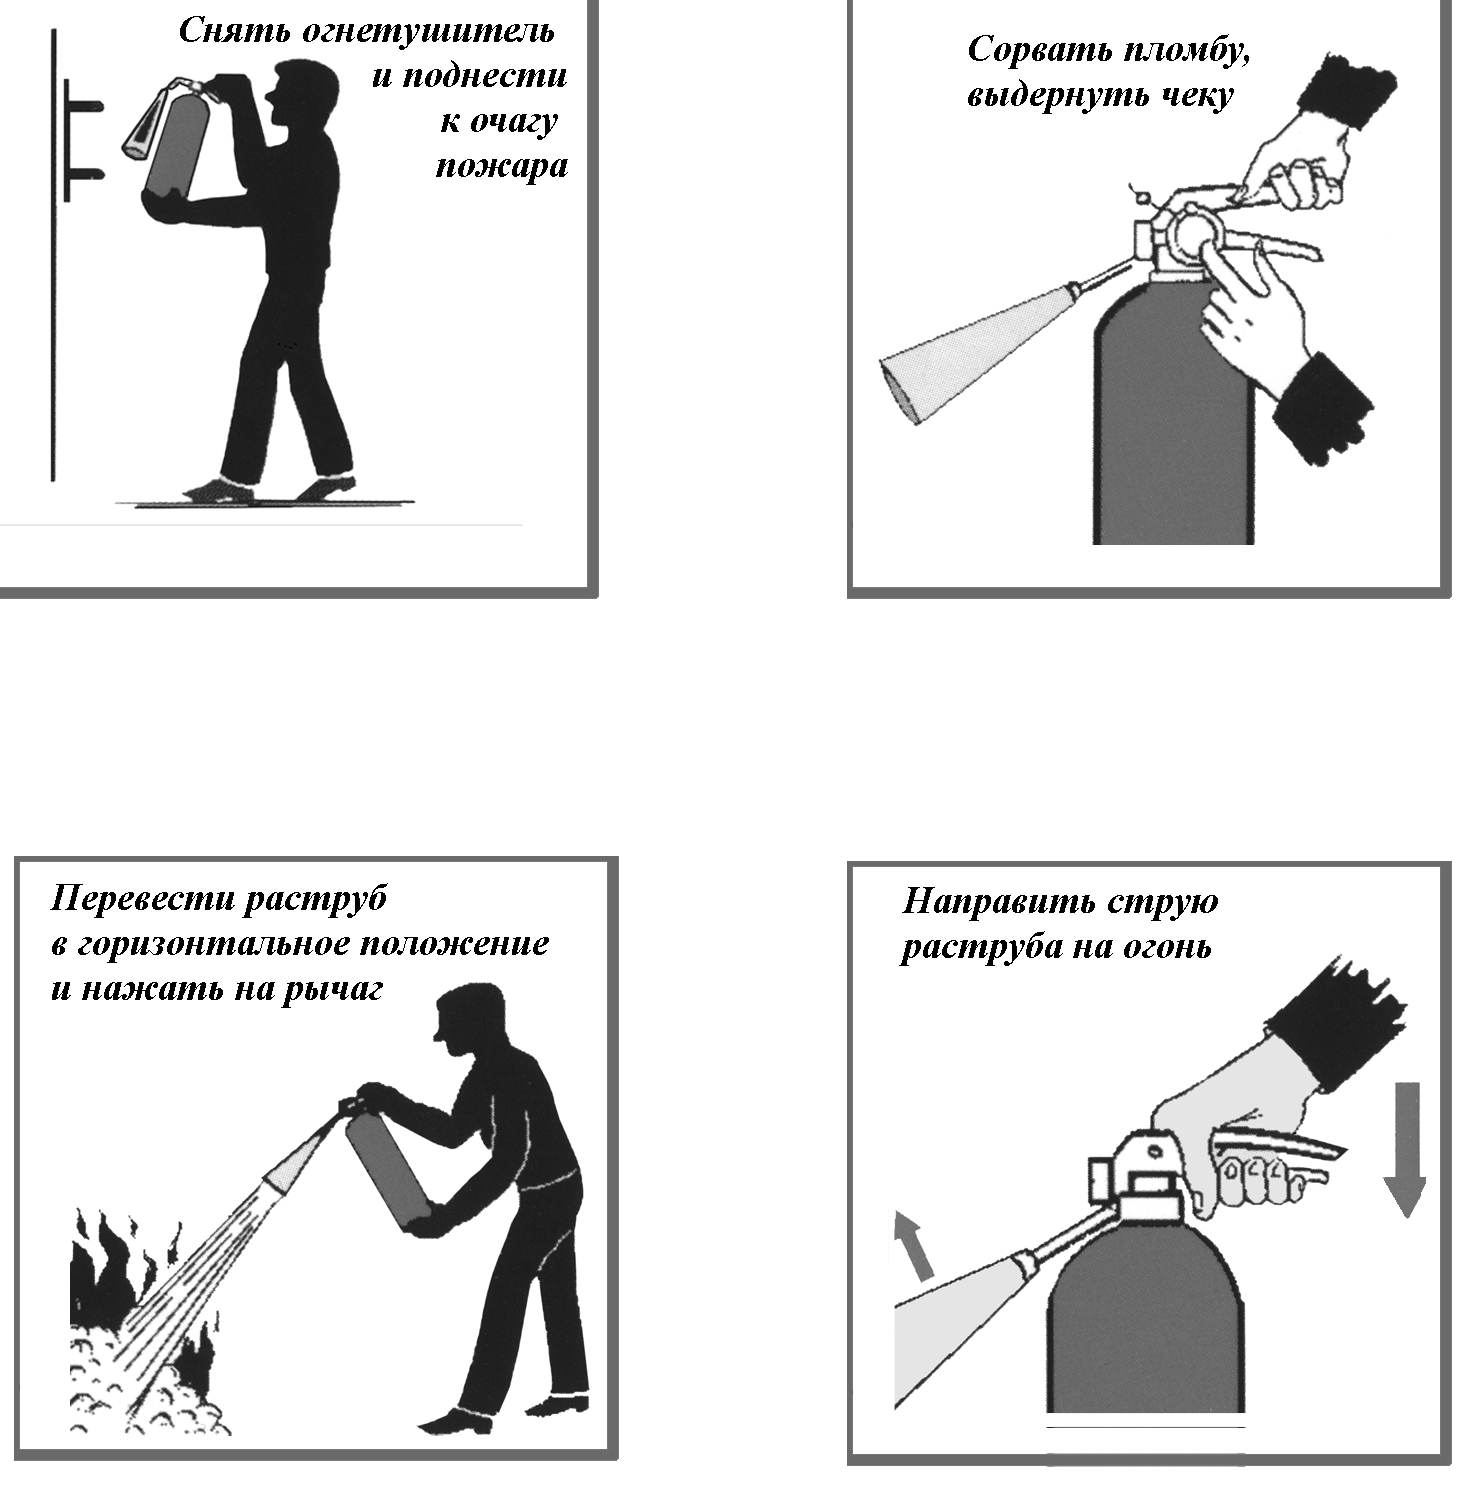 Снять огнетушитель
и поднести
к очагу
пожара
Сорвать пломбу,
выдернуть чеку
Перевести раструб
в горизонтальное положение
и нажать на рычаг
Направить струю
раструба на огонь